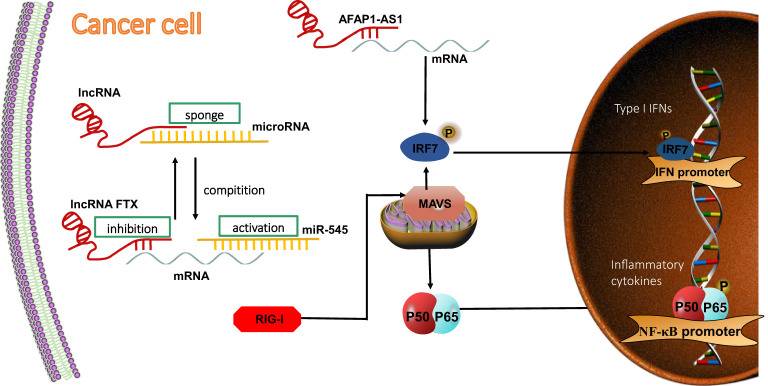 Cancer cell
AFAP1-AS1
mRNA
lncRNA
sponge
microRNA
compitition
lncRNA FTX
inhibition
activation
miR-545
mRNA
RIG-I
P
IRF7
MAVS
P50 P65
Type I IFNs
P
IRF7
IFN promoter
Inflammatory
cytokines
P
P50 P65
NF-κB promoter